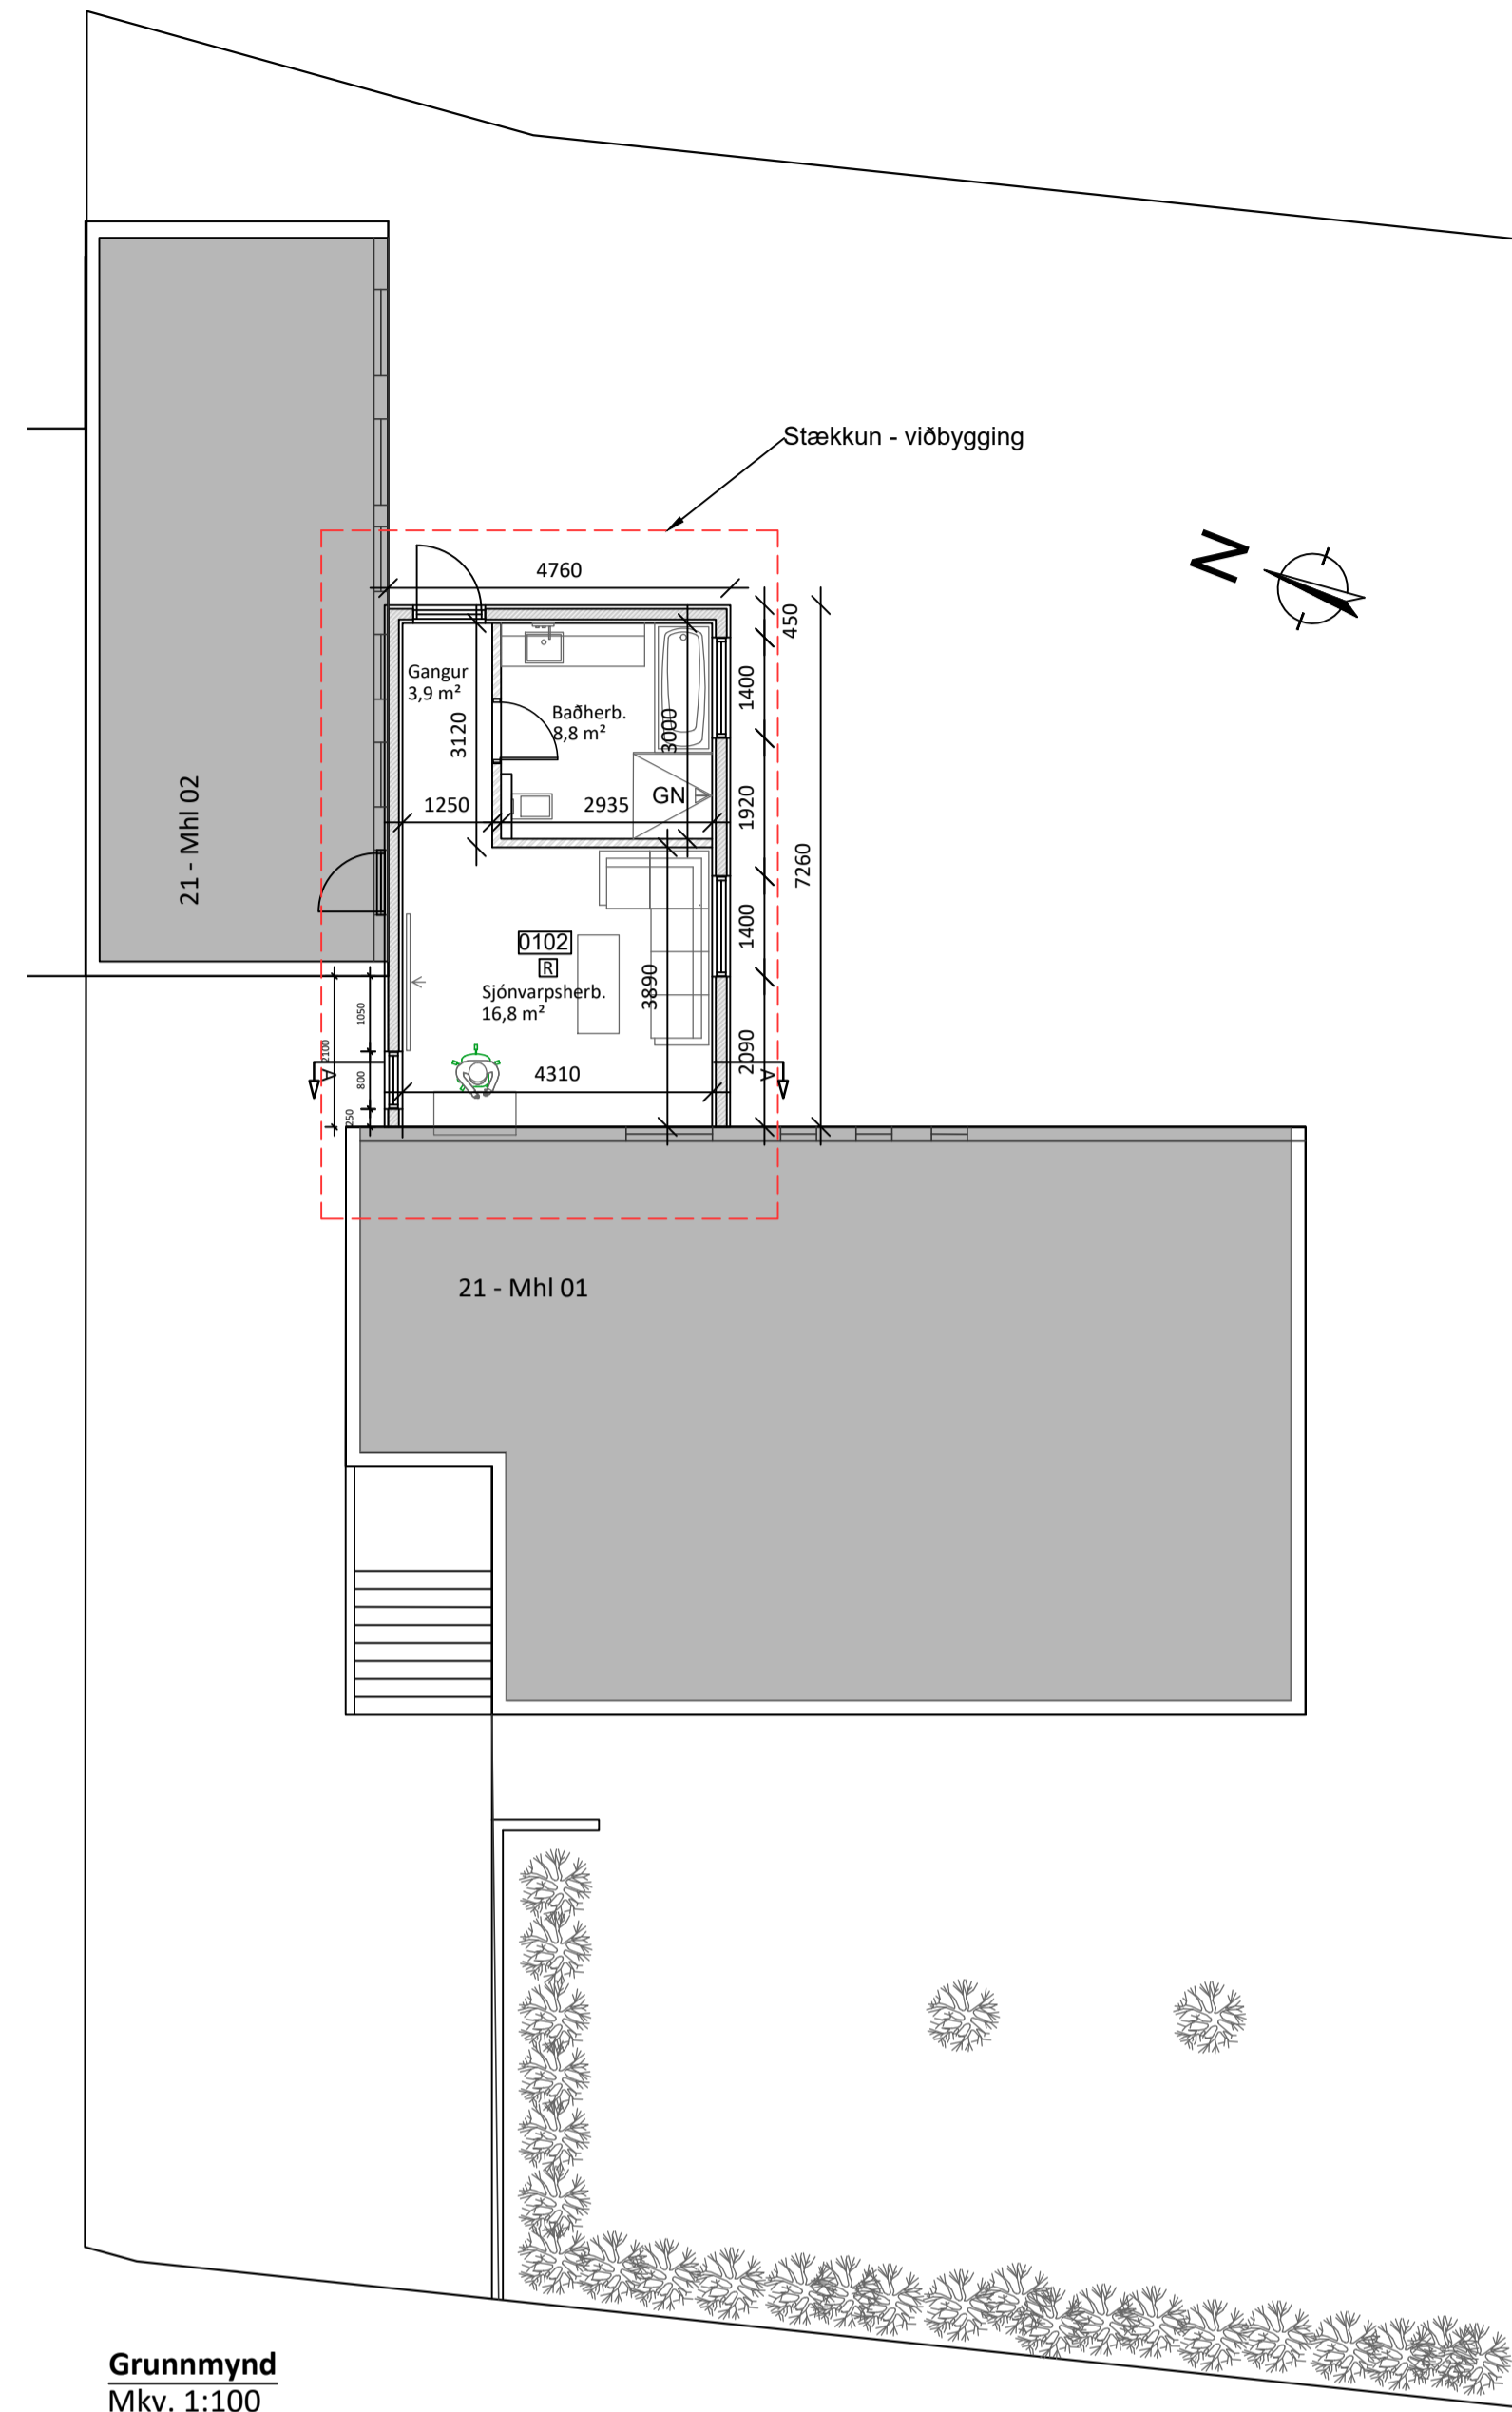 Stækkun - viðbygging
N
4760
450
Gangur
3,9 m²
1400
Baðherb.
8,8 m²
3120
3000
21 - Mhl 02
1250
2935
GN
1920
7260
0102
R
1400
Sjónvarpsherb.
16,8 m²
3890
1050
2100
800
250
A
4310
2090
A
21 - Mhl 01
Grunnmynd
Mkv. 1:100